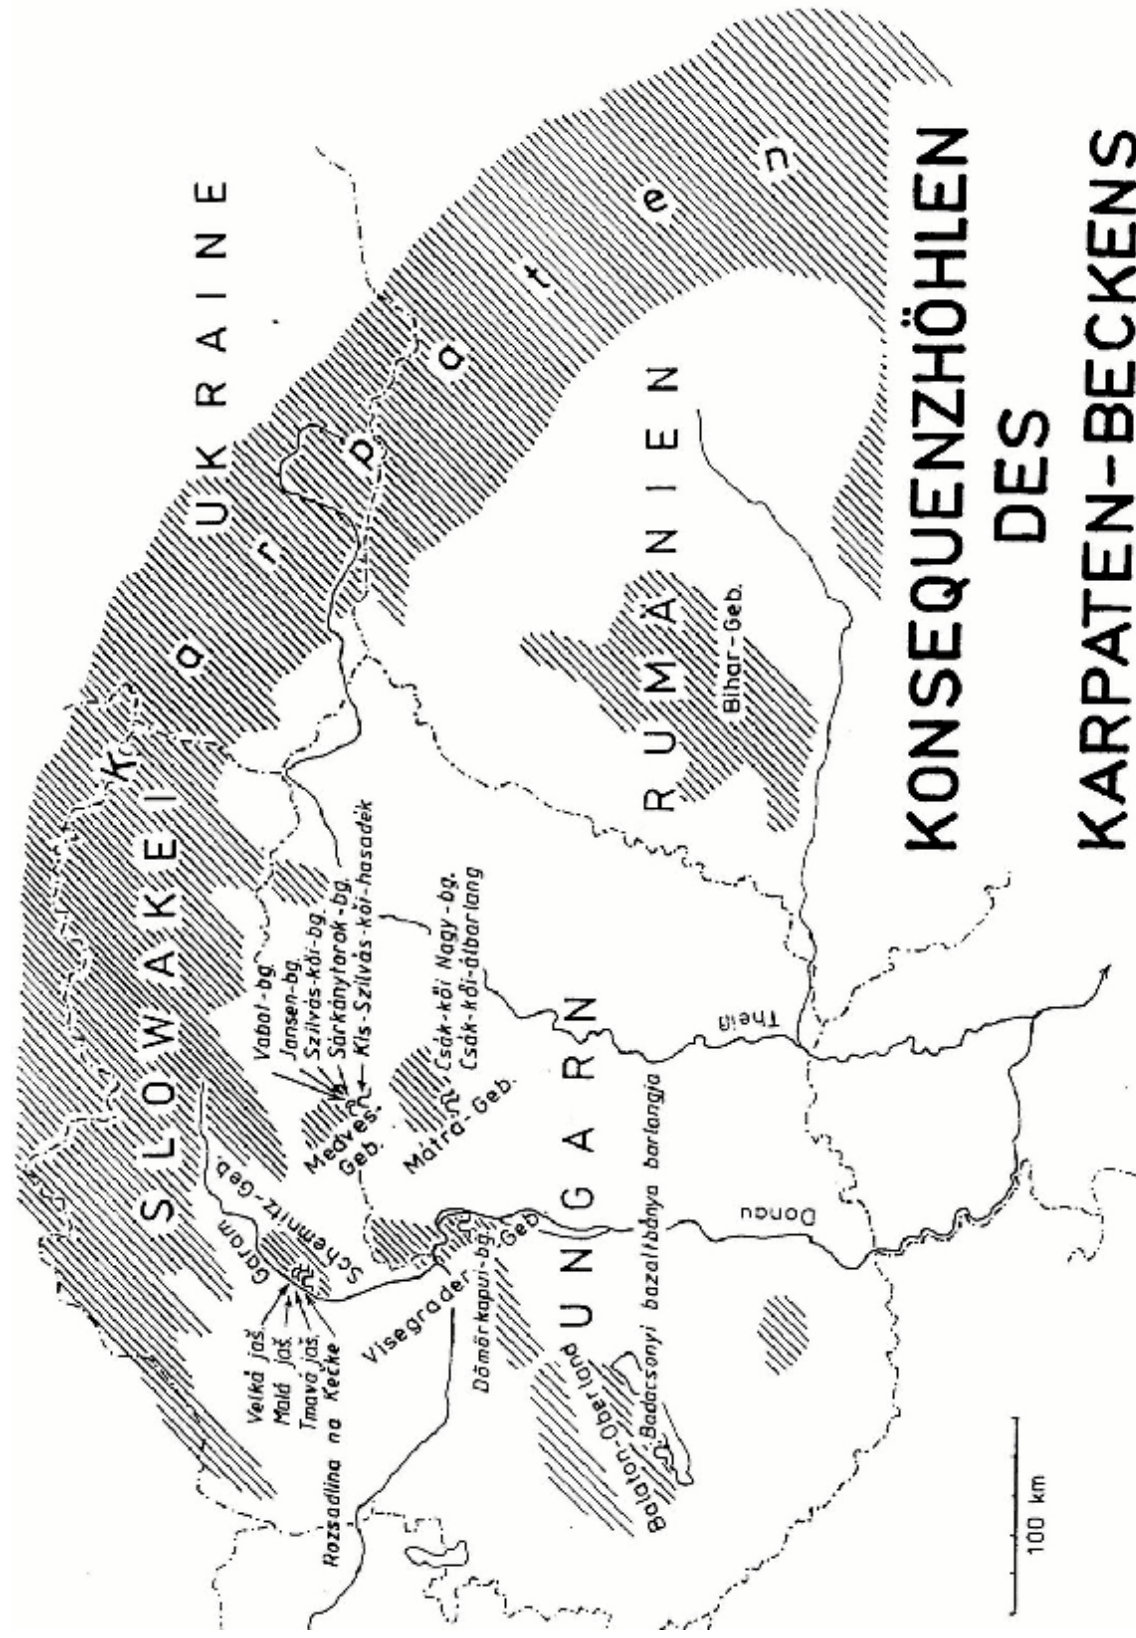 KONSEQUENZHÖHLEN
DES
KARPATEN-BECKENS
SLOWAKEI
UKRAINE
Karpaten
RUMÄNIEN
UNGARN
Bihar-Geb.
Vabat-bg.
Jansen-bg.
Szilvás-kői-bg.
Sárkánytorok-bg.
Kis-Szilvás-kői-hasadék
Medves-
Geb.
Csák-kői Nagy-bg.
Csák-kői-álbarlang
Mátra-Geb.
Garam
Schemnitz-Geb
Velká jaš.
Malá jaš.
Tmavá jaš.
Rozsadlina na Kečke
Visegrader-
Geb.
Dömörkapui-bg.
Balaton-Oberland
Badacsonyi bazaltbánya barlangja
Donau
Theiß
100 km